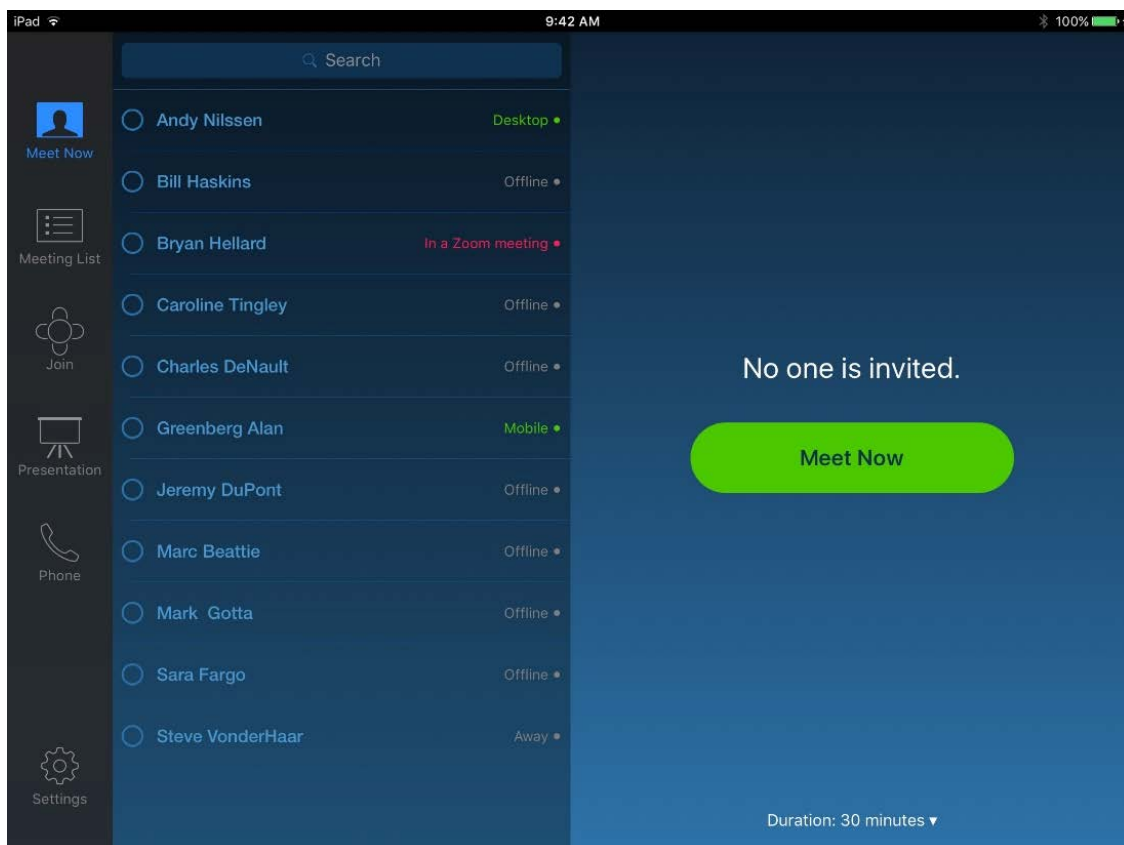 iPad 9:42 AM 100%
Search
Meet Now
Meeting List
Join
Presentation
Phone
Settings
Andy Nilssen Desktop
Bill Haskins Offline
Bryan Hellard In a Zoom meeting
Caroline Tingley Offline
Charles DeNault Offline
Greenberg Alan Mobile
Jeremy DuPont Offline
Marc Beattie Offline
Mark Gotta Offline
Sara Fargo Offline
Steve VonderHaar Away
No one is invited.
Meet Now
Duration: 30 minutes ▾